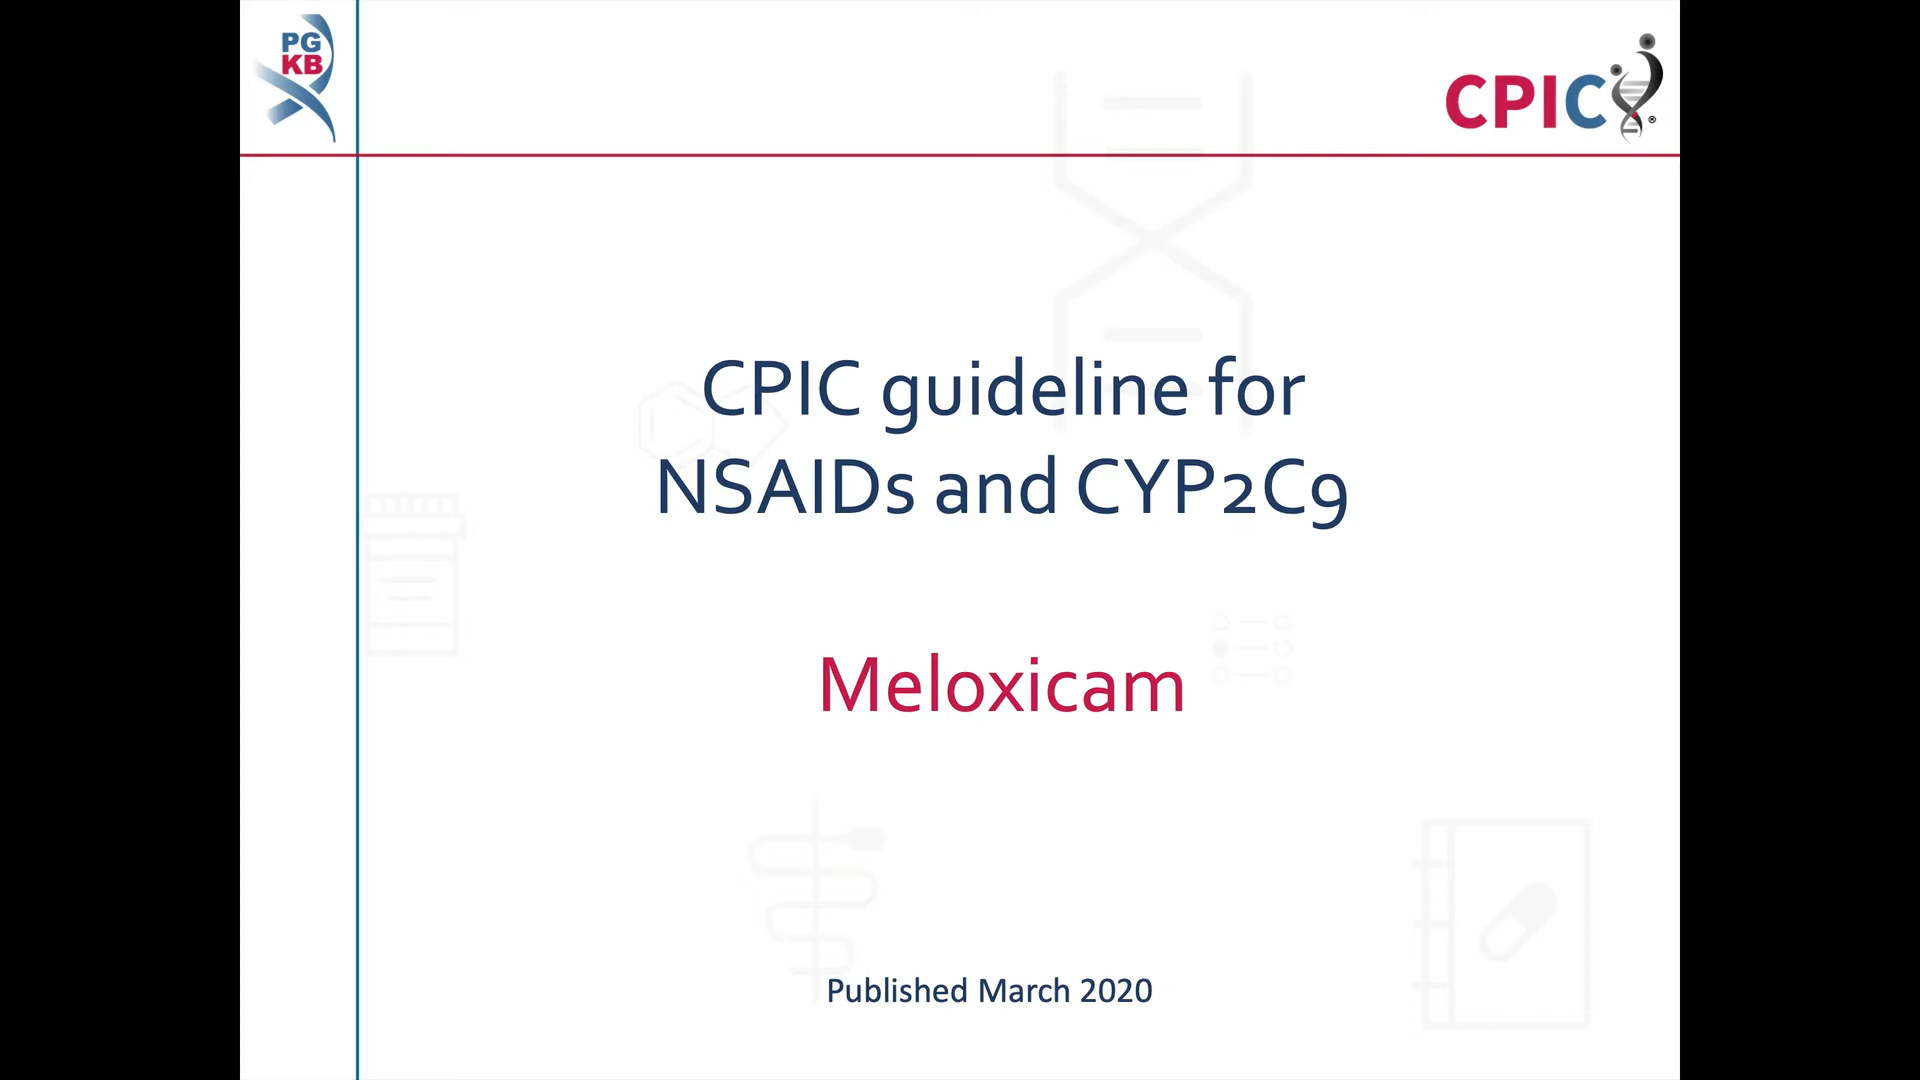 PG
KB
CPIC®
CPIC guideline for
NSAIDs and CYP2C9
Meloxicam
Published March 2020